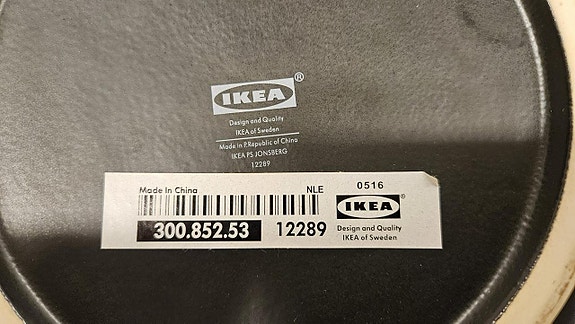 IKEA®
Design and Quality
IKEA of Sweden
Made in P.Republic of China
IKEA PS JONSBERG
12289
Made In China
NLE
0516
300.852.53
12289
IKEA®
Design and Quality
IKEA of Sweden